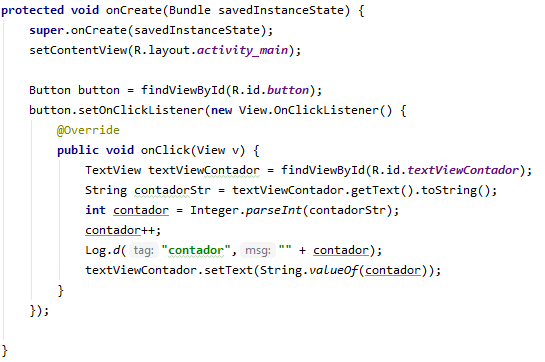 protected void onCreate(Bundle savedInstanceState) {
    super.onCreate(savedInstanceState);
    setContentView(R.layout.activity_main);

    Button button = findViewById(R.id.button);
    button.setOnClickListener(new View.OnClickListener() {
        @Override
        public void onClick(View v) {
            TextView textViewContador = findViewById(R.id.textViewContador);
            String contadorStr = textViewContador.getText().toString();
            int contador = Integer.parseInt(contadorStr);
            contador++;
            Log.d( tag: "contador", msg: "" + contador);
            textViewContador.setText(String.valueOf(contador));
        }
    });

}